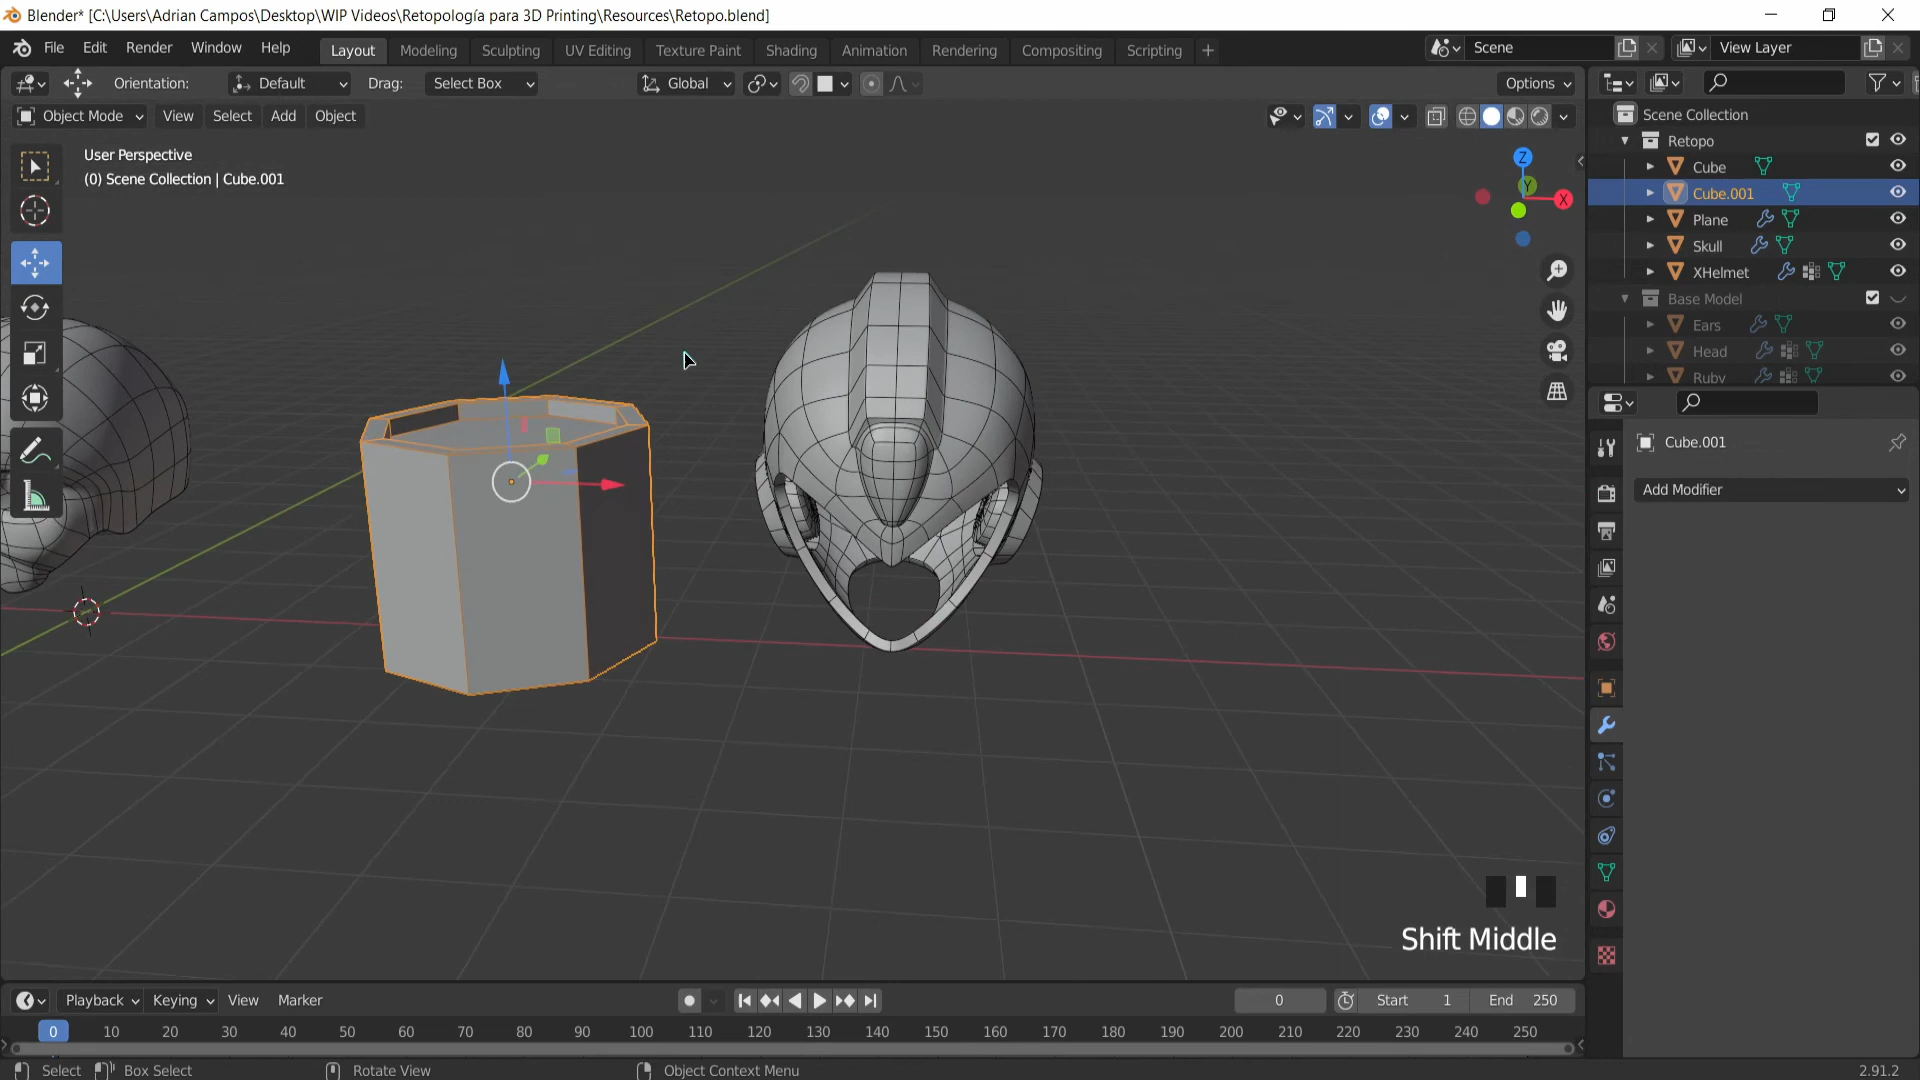 Blender* [C:\Users\Adrian Campos\Desktop\WIP Videos\Retopología para 3D Printing\Resources\Retopo.blend]
File Edit Render Window Help Layout Modeling Sculpting UV Editing Texture Paint Shading Animation Rendering Compositing Scripting + Scene View Layer
Orientation: Default Drag: Select Box Global Options
Object Mode View Select Add Object
User Perspective
(0) Scene Collection | Cube.001
Z
Y
X
Scene Collection
Retopo
Cube
Cube.001
Plane
Skull
XHelmet
Base Model
Ears
Head
Ruby
Cube.001
Add Modifier
Shift Middle
Playback Keying View Marker 0 Start 1 End 250
0 10 20 30 40 50 60 70 80 90 100 110 120 130 140 150 160 170 180 190 200 210 220 230 240 250
Select Box Select Rotate View Object Context Menu 2.91.2